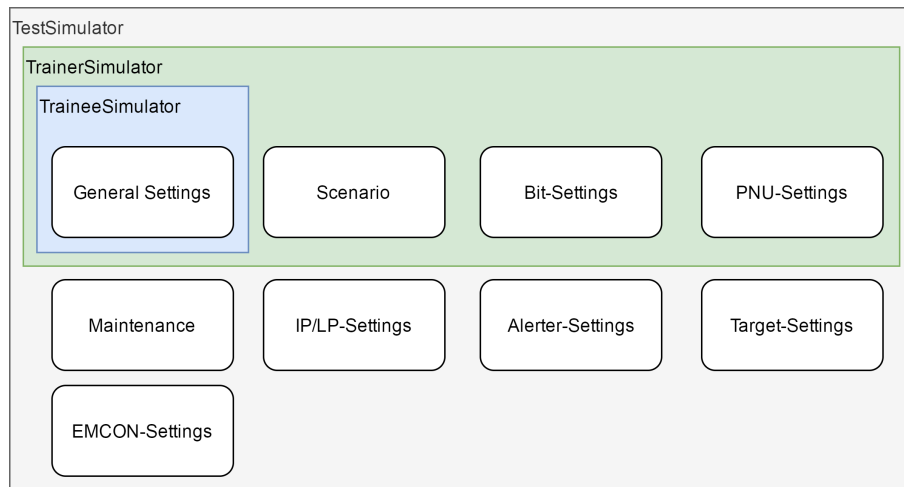 TestSimulator
TrainerSimulator
TraineeSimulator
General Settings
Scenario
Bit-Settings
PNU-Settings
Maintenance
IP/LP-Settings
Alerter-Settings
Target-Settings
EMCON-Settings